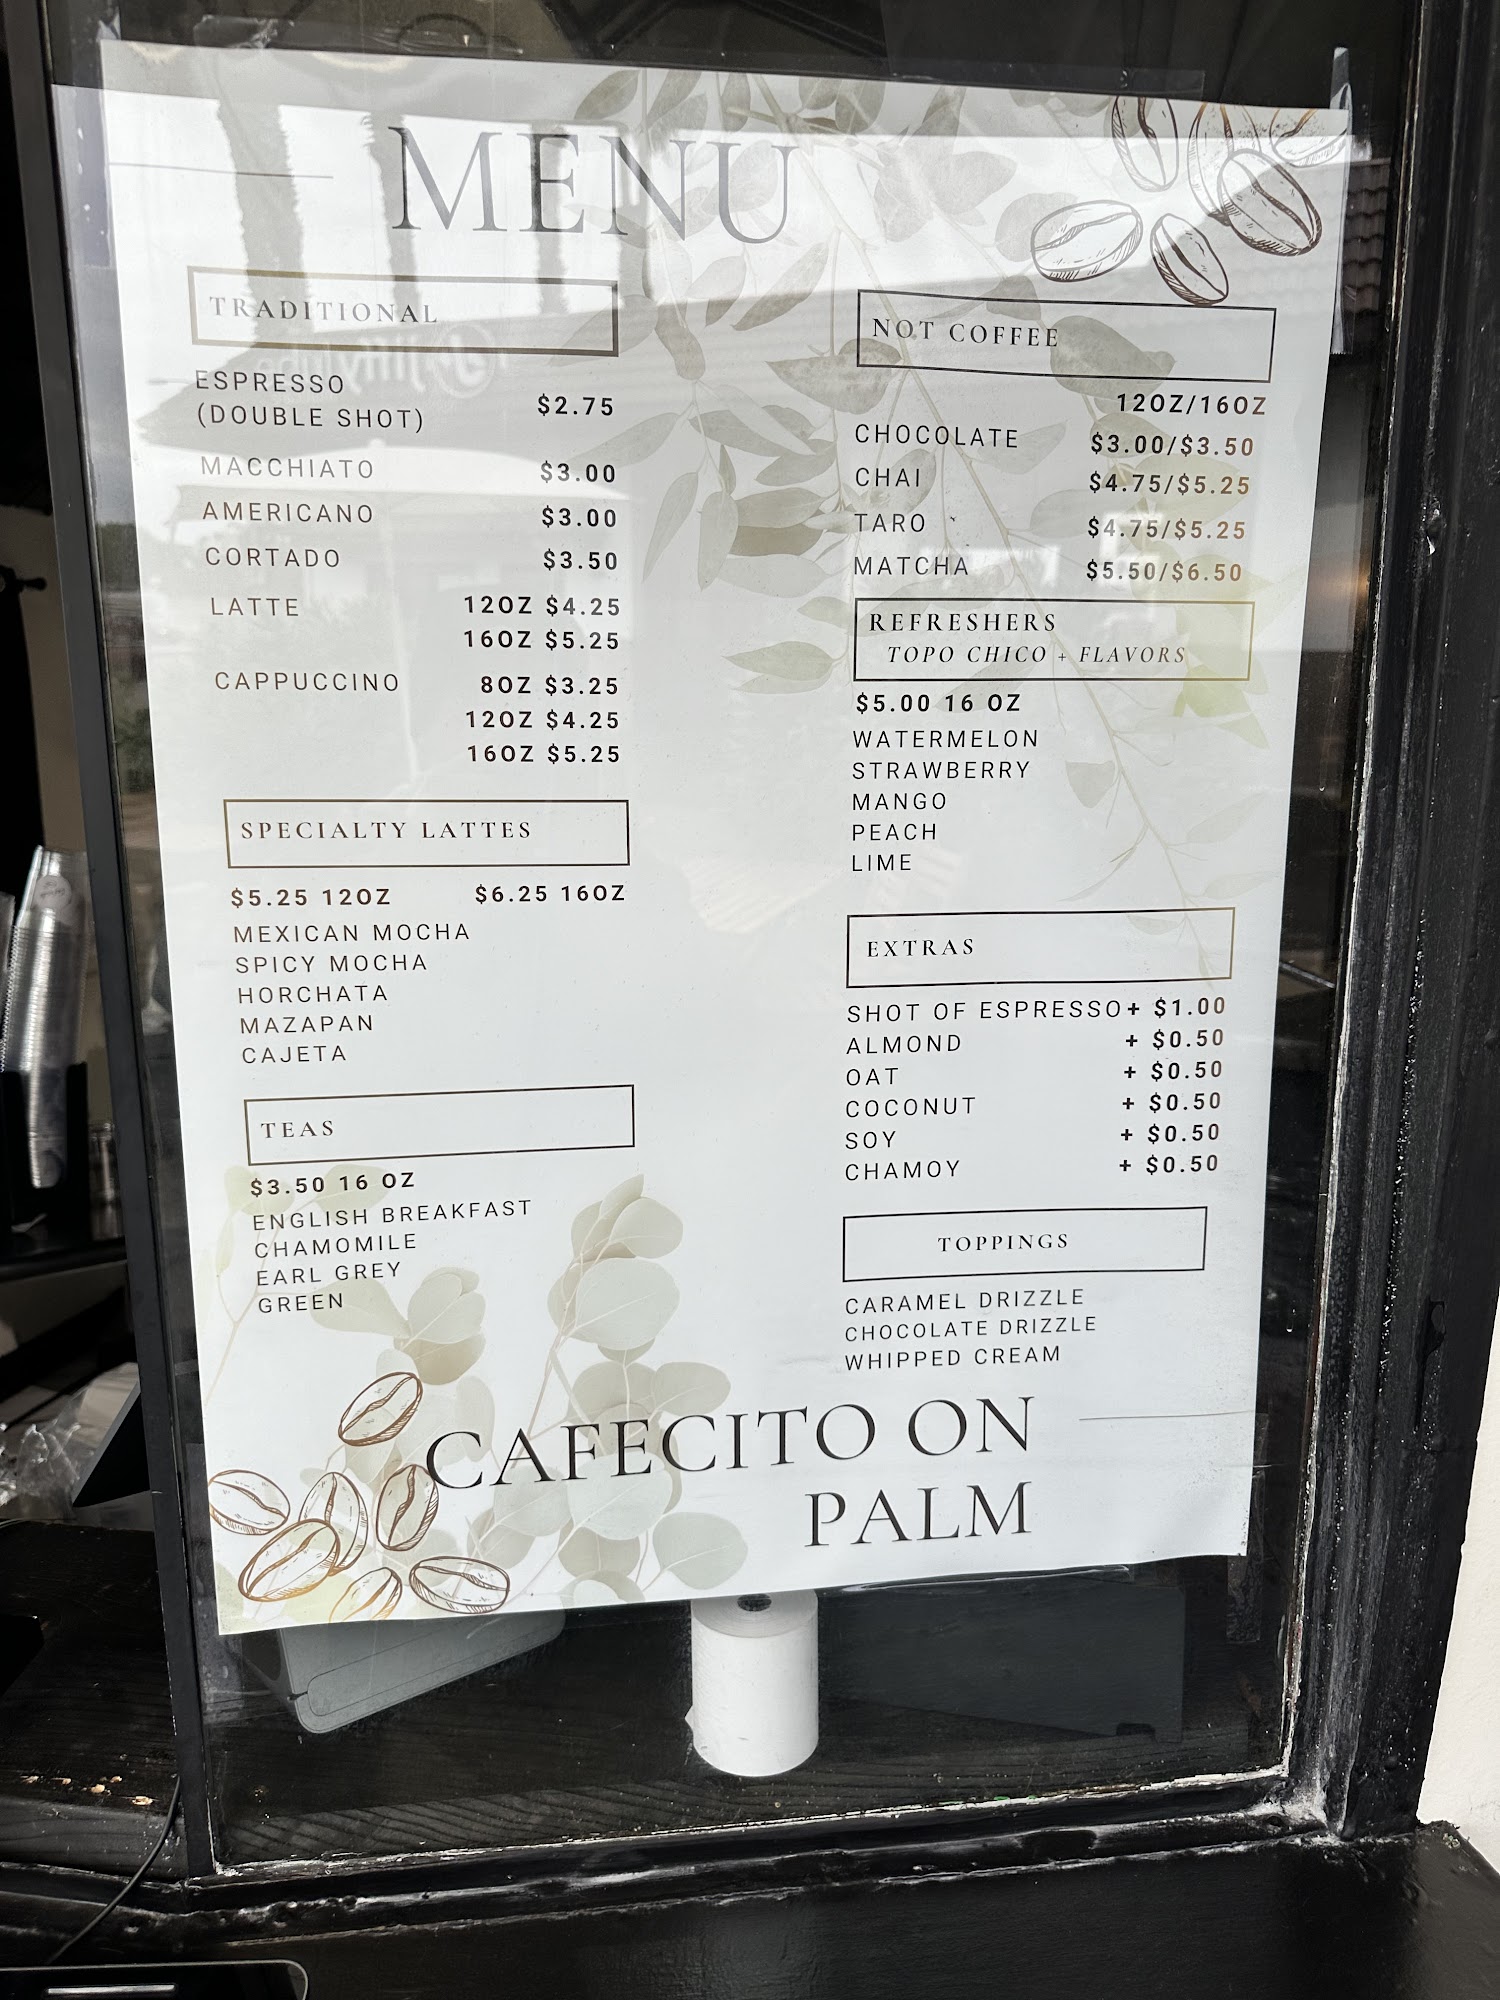 MENU
TRADITIONAL
ESPRESSO
(DOUBLE SHOT) $2.75
MACCHIATO $3.00
AMERICANO $3.00
CORTADO $3.50
LATTE 12OZ $4.25
16OZ $5.25
CAPPUCCINO 8OZ $3.25
12OZ $4.25
16OZ $5.25
SPECIALTY LATTES
$5.25 12OZ $6.25 16OZ
MEXICAN MOCHA
SPICY MOCHA
HORCHATA
MAZAPAN
CAJETA
TEAS
$3.50 16 OZ
ENGLISH BREAKFAST
CHAMOMILE
EARL GREY
GREEN
NOT COFFEE
12OZ/16OZ
CHOCOLATE $3.00/$3.50
CHAI $4.75/$5.25
TARO $4.75/$5.25
MATCHA $5.50/$6.50
REFRESHERS
TOPO CHICO + FLAVORS
$5.00 16 OZ
WATERMELON
STRAWBERRY
MANGO
PEACH
LIME
EXTRAS
SHOT OF ESPRESSO+ $1.00
ALMOND + $0.50
OAT + $0.50
COCONUT + $0.50
SOY + $0.50
CHAMOY + $0.50
TOPPINGS
CARAMEL DRIZZLE
CHOCOLATE DRIZZLE
WHIPPED CREAM
CAFECITO ON
PALM